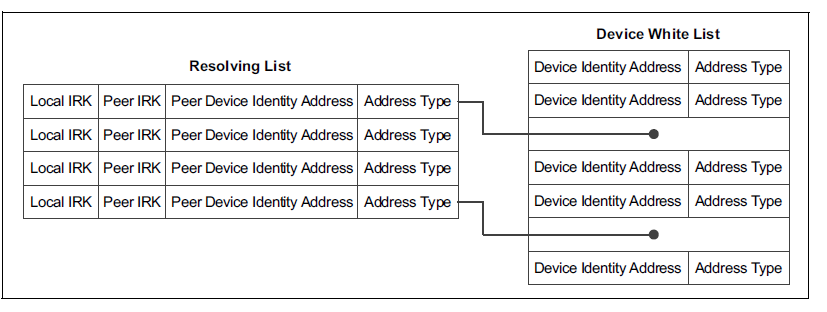 Device White List
Resolving List
Local IRK Peer IRK Peer Device Identity Address Address Type
Local IRK Peer IRK Peer Device Identity Address Address Type
Local IRK Peer IRK Peer Device Identity Address Address Type
Local IRK Peer IRK Peer Device Identity Address Address Type
Device Identity Address Address Type
Device Identity Address Address Type
Device Identity Address Address Type
Device Identity Address Address Type
Device Identity Address Address Type